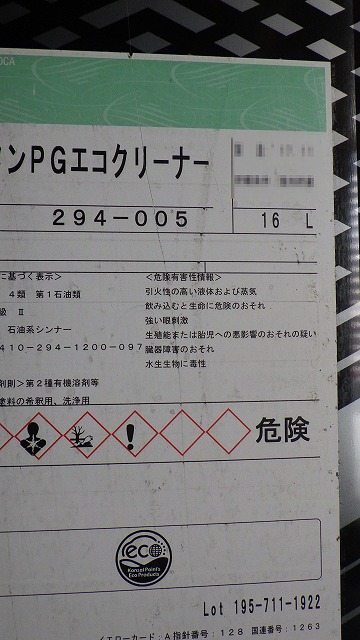 OCA
ンPGエコクリーナー
294-005
16 L
に基づく表示>
4類 第1石油類
級 Ⅱ
石油系シンナー
410-294-1200-097
剤則>第2種有機溶剤等
塗料の希釈用、洗浄用
<危険有害性情報>
引火性の高い液体および蒸気
飲み込むと生命に危険のおそれ
強い眼刺激
生殖能または胎児への悪影響のおそれの疑い
臓器障害のおそれ
水生生物に毒性
危険
eco
Kansai Paint's
Eco Products
Lot 195-711-1922
イエローカード:A 指針番号:128 国連番号:1263